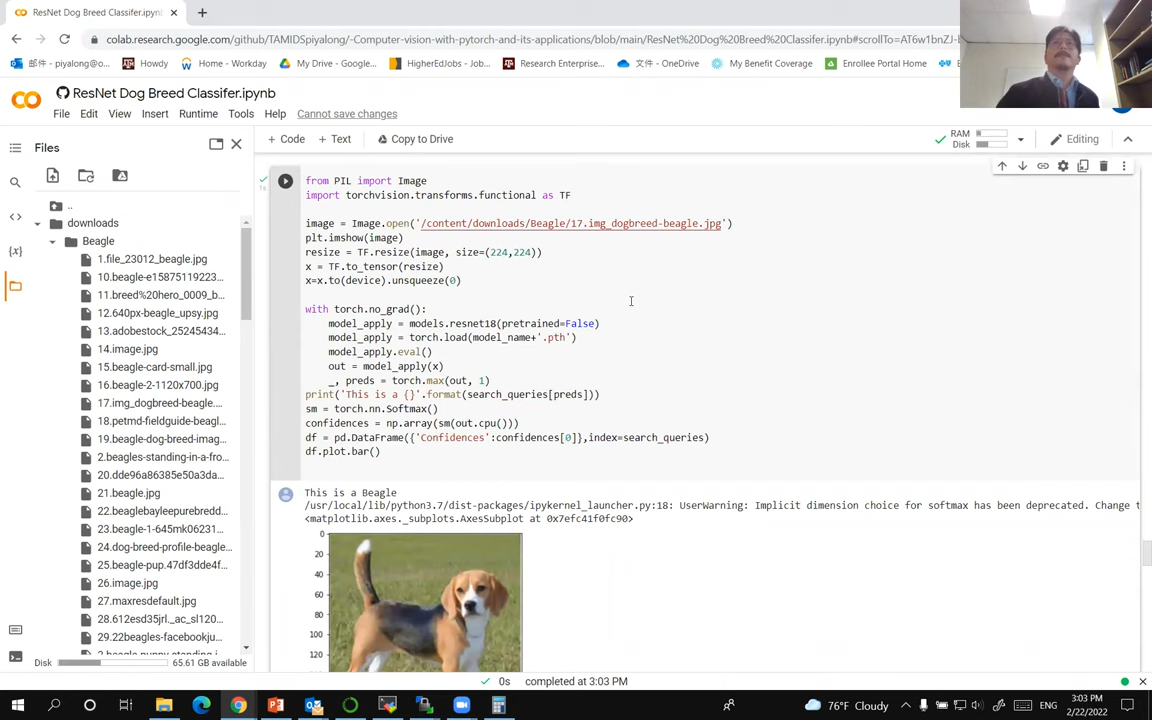 ResNet Dog Breed Classifer.ipynb
colab.research.google.com/github/TAMIDSpiyalong/-Computer-vision-with-pytorch-and-its-applications/blob/main/ResNet%20Dog%20Breed%20Classifer.ipynb#scrollTo=AT6w1bnZJ-b
郵件 - piyalong@o...
Howdy
Home - Workday
My Drive - Google...
HigherEdJobs - Job...
Research Enterprise...
文件 - OneDrive
My Benefit Coverage
Enrollee Portal Home
ResNet Dog Breed Classifer.ipynb
File Edit View Insert Runtime Tools Help Cannot save changes
Files
+ Code + Text Copy to Drive
RAM
Disk
Editing
..
downloads
Beagle
1.file_23012_beagle.jpg
10.beagle-e15875119223...
11.breed%20hero_0009_b...
12.640px-beagle_upsy.jpg
13.adobestock_25245434...
14.image.jpg
15.beagle-card-small.jpg
16.beagle-2-1120x700.jpg
17.img_dogbreed-beagle....
18.petmd-fieldguide-beagl...
19.beagle-dog-breed-imag...
2.beagles-standing-in-a-fro...
20.dde96a86385e50a3da...
21.beagle.jpg
22.beaglebayleepurebredd...
23.beagle-1-645mk06231...
24.dog-breed-profile-beagle...
25.beagle-pup.47df3dde4f...
26.image.jpg
27.maxresdefault.jpg
28.612esd35jrl._ac_sl120...
29.22beagles-facebookju...
Disk 65.61 GB available
from PIL import Image
import torchvision.transforms.functional as TF
image = Image.open('/content/downloads/Beagle/17.img_dogbreed-beagle.jpg')
plt.imshow(image)
resize = TF.resize(image, size=(224,224))
x = TF.to_tensor(resize)
x=x.to(device).unsqueeze(0)
with torch.no_grad():
model_apply = models.resnet18(pretrained=False)
model_apply = torch.load(model_name+'.pth')
model_apply.eval()
out = model_apply(x)
_, preds = torch.max(out, 1)
print('This is a {}'.format(search_queries[preds]))
sm = torch.nn.Softmax()
confidences = np.array(sm(out.cpu()))
df = pd.DataFrame({'Confidences':confidences[0]},index=search_queries)
df.plot.bar()
This is a Beagle
/usr/local/lib/python3.7/dist-packages/ipykernel_launcher.py:18: UserWarning: Implicit dimension choice for softmax has been deprecated. Change t
<matplotlib.axes._subplots.AxesSubplot at 0x7efc41f0fc90>
0
20
40
60
80
100
120
0s completed at 3:03 PM
76°F Cloudy
ENG
3:03 PM
2/22/2022